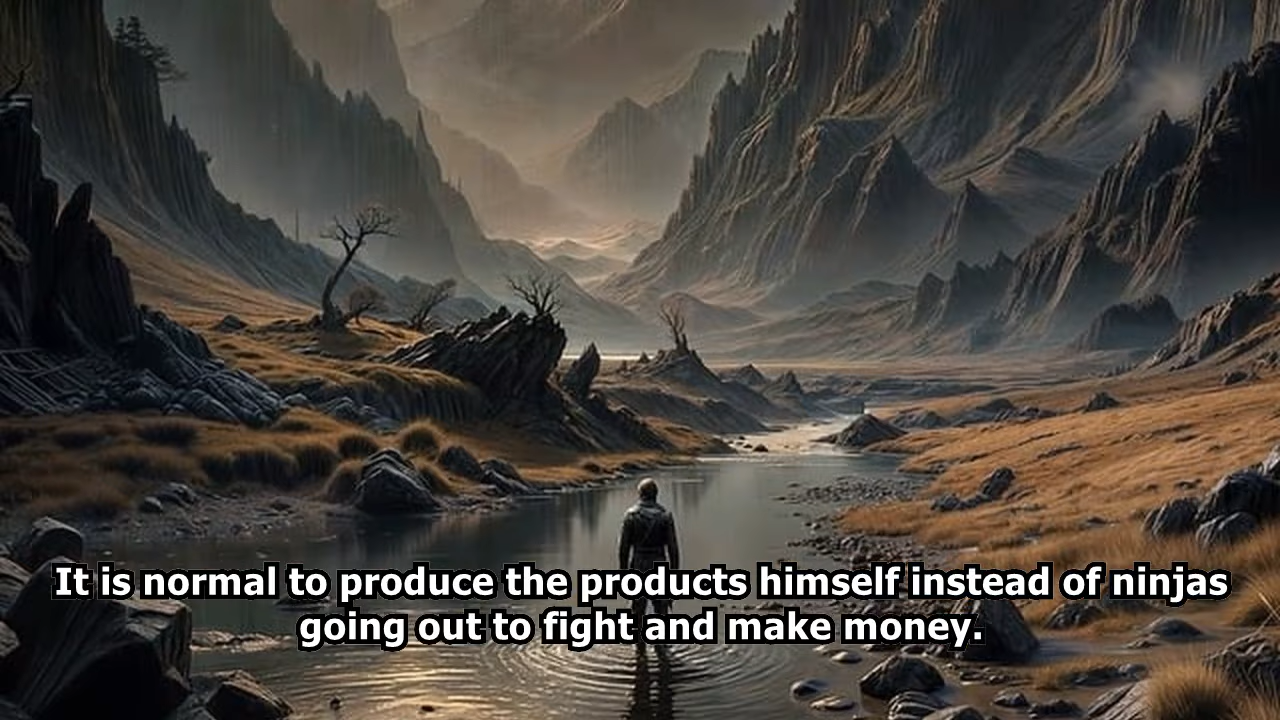 It is normal to produce the products himself instead of ninjas
going out to fight and make money.